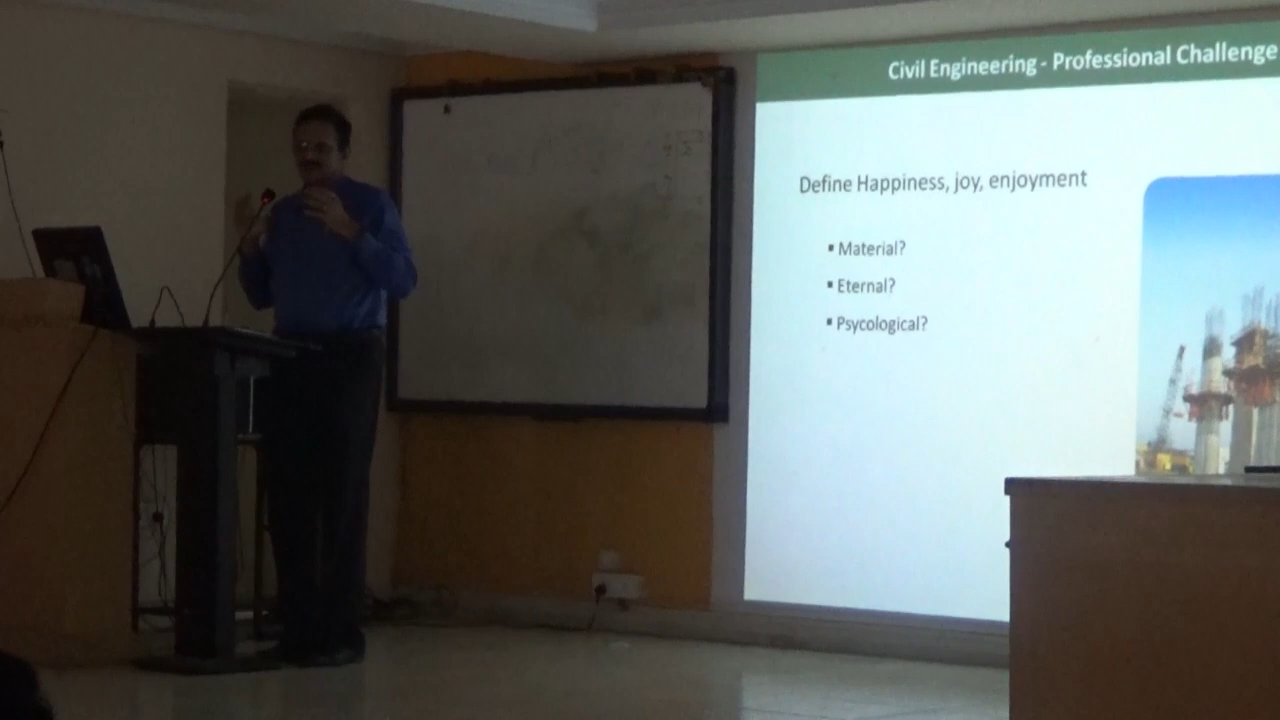 Civil Engineering - Professional Challenge
Define Happiness, joy, enjoyment
▪ Material?
▪ Eternal?
▪ Psycological?